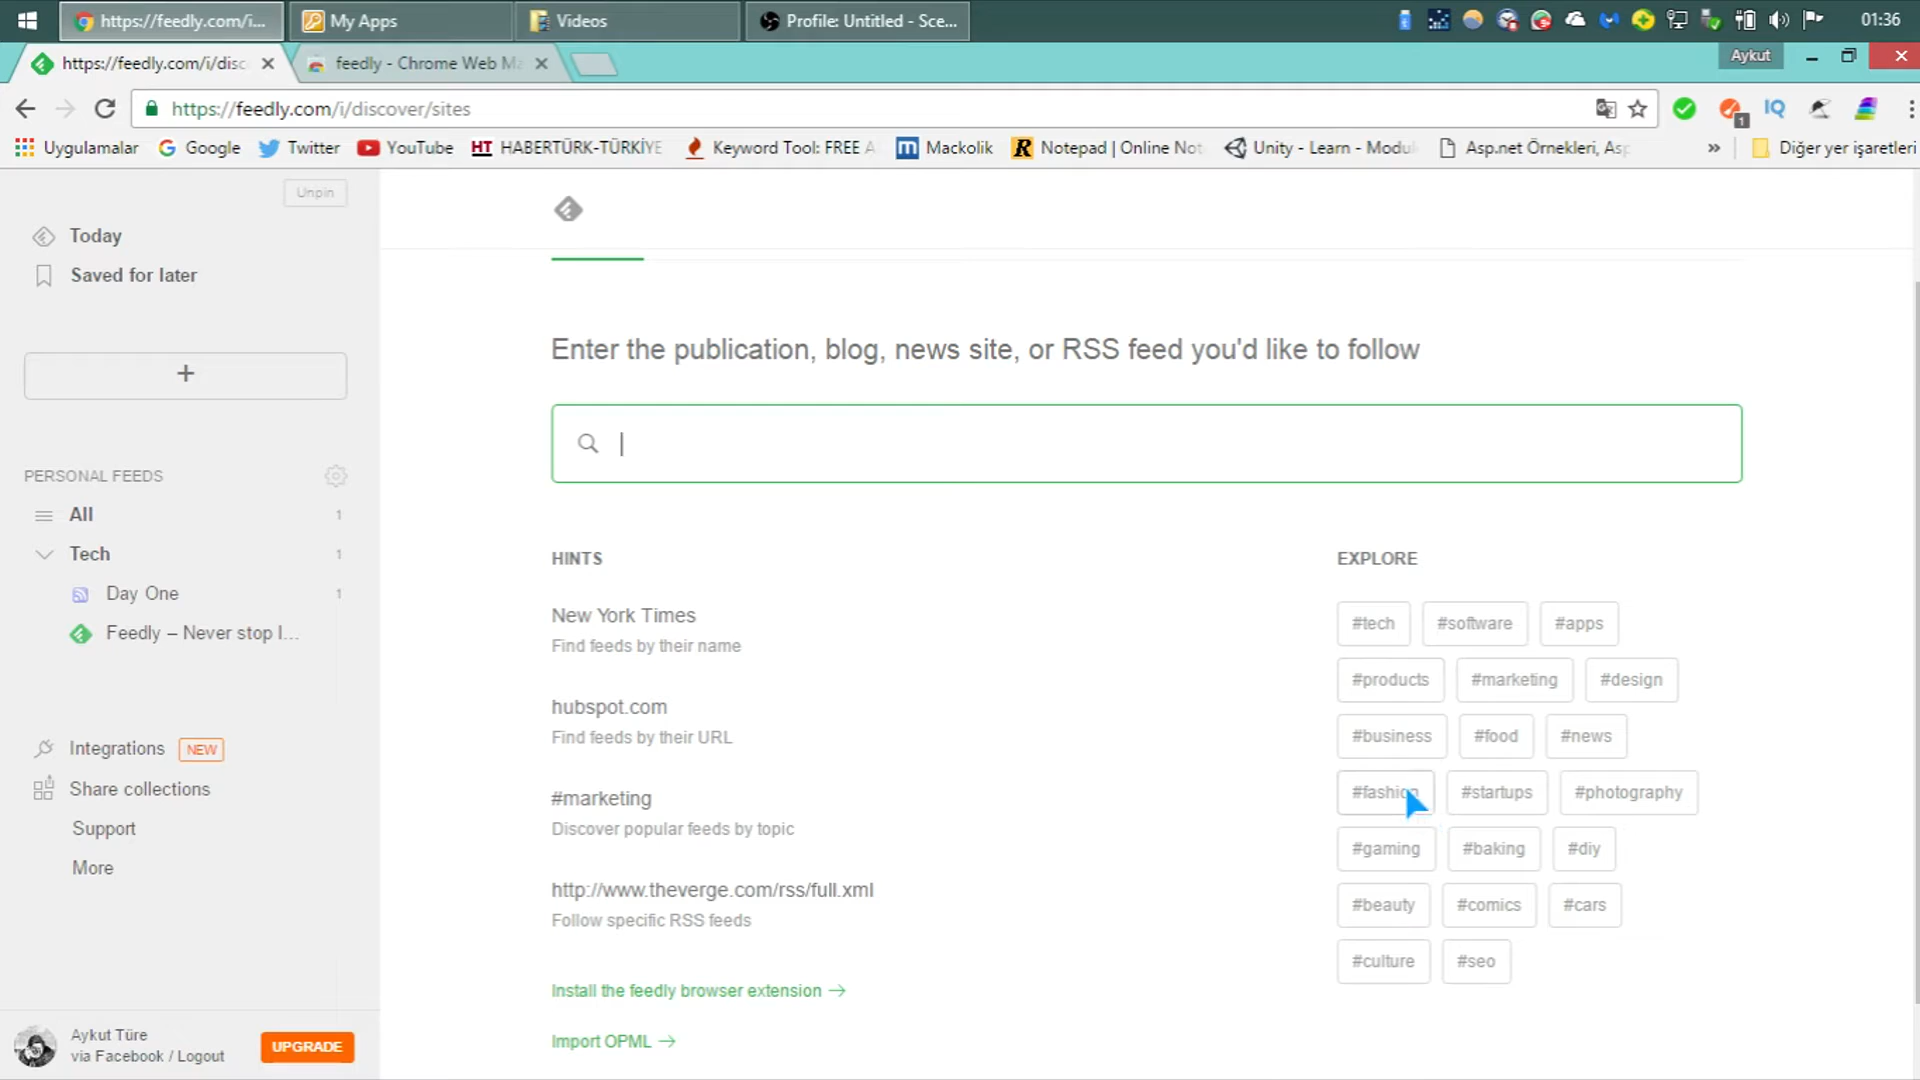 https://feedly.com/i...
My Apps
Videos
Profile: Untitled - Sce...
01:36
https://feedly.com/i/disc
feedly - Chrome Web Ma
Aykut
https://feedly.com/i/discover/sites
1
IQ
Uygulamalar
Google
Twitter
YouTube
HT HABERTÜRK-TÜRKİYE
Keyword Tool: FREE A
m Mackolik
R Notepad | Online Not
Unity - Learn - Modu
Asp.net Örnekleri, Asp
»
Diğer yer işaretleri
Unpin
Today
Saved for later
+
PERSONAL FEEDS
All 1
Tech 1
Day One 1
Feedly – Never stop l...
Integrations NEW
Share collections
Support
More
Aykut Türe
via Facebook / Logout
UPGRADE
Enter the publication, blog, news site, or RSS feed you'd like to follow
HINTS
New York Times
Find feeds by their name
hubspot.com
Find feeds by their URL
#marketing
Discover popular feeds by topic
http://www.theverge.com/rss/full.xml
Follow specific RSS feeds
Install the feedly browser extension
Import OPML
EXPLORE
#tech #software #apps
#products #marketing #design
#business #food #news
#fashion #startups #photography
#gaming #baking #diy
#beauty #comics #cars
#culture #seo